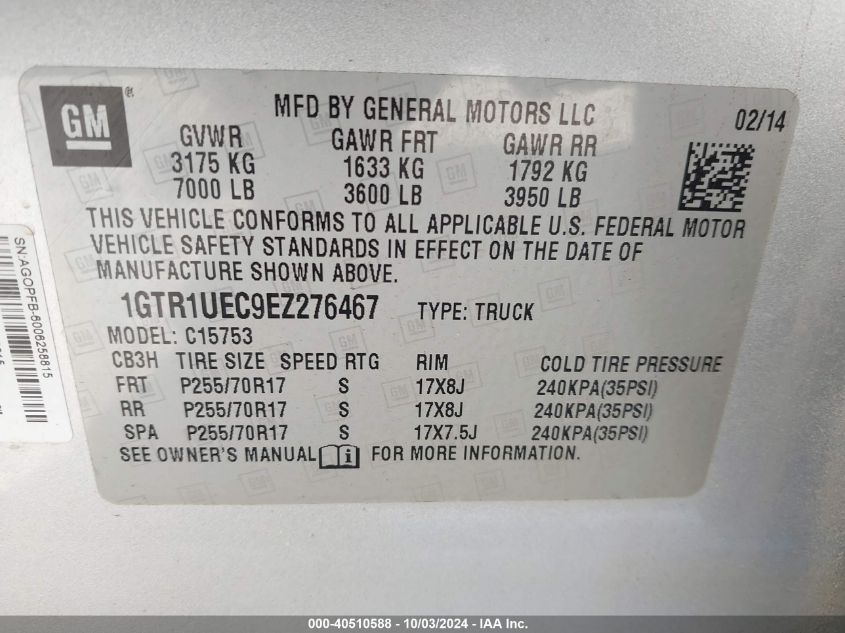 GM
MFD BY GENERAL MOTORS LLC
02/14
GVWR GAWR FRT GAWR RR
3175 KG 1633 KG 1792 KG
7000 LB 3600 LB 3950 LB
THIS VEHICLE CONFORMS TO ALL APPLICABLE U.S. FEDERAL MOTOR
VEHICLE SAFETY STANDARDS IN EFFECT ON THE DATE OF
MANUFACTURE SHOWN ABOVE.
1GTR1UEC9EZ276467 TYPE: TRUCK
MODEL: C15753
CB3H TIRE SIZE SPEED RTG RIM COLD TIRE PRESSURE
FRT P255/70R17 S 17X8J 240KPA(35PSI)
RR P255/70R17 S 17X8J 240KPA(35PSI)
SPA P255/70R17 S 17X7.5J 240KPA(35PSI)
SEE OWNER'S MANUAL FOR MORE INFORMATION.
SN:AGOPFB-6006258815
000-40510588 - 10/03/2024 - IAA Inc.